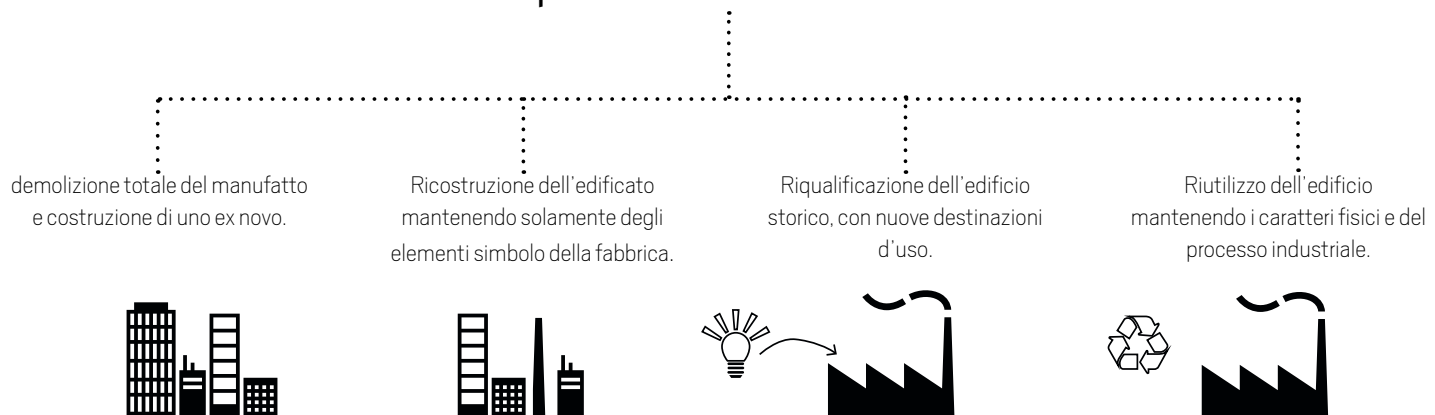 demolizione totale del manufatto
e costruzione di uno ex novo.
Ricostruzione dell'edificato
mantenendo solamente degli
elementi simbolo della fabbrica.
Riqualificazione dell'edificio
storico, con nuove destinazioni
d'uso.
Riutilizzo dell'edificio
mantenendo i caratteri fisici e del
processo industriale.